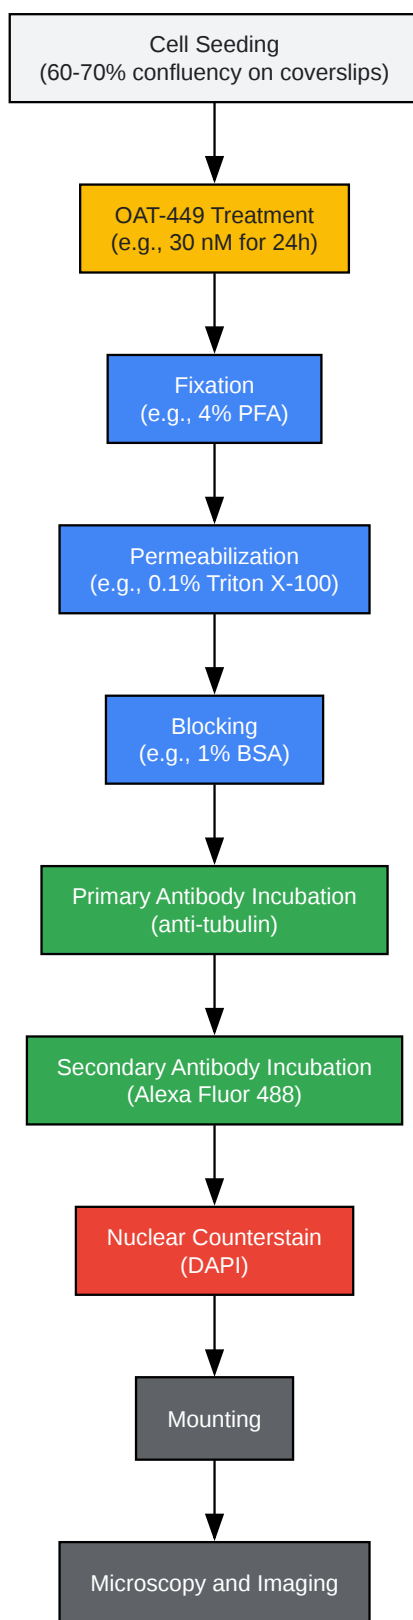 Cell Seeding
(60-70% confluency on coverslips)
OAT-449 Treatment
(e.g., 30 nM for 24h)
Fixation
(e.g., 4% PFA)
Permeabilization
(e.g., 0.1% Triton X-100)
Blocking
(e.g., 1% BSA)
Primary Antibody Incubation
(anti-tubulin)
Secondary Antibody Incubation
(Alexa Fluor 488)
Nuclear Counterstain
(DAPI)
Mounting
Microscopy and Imaging